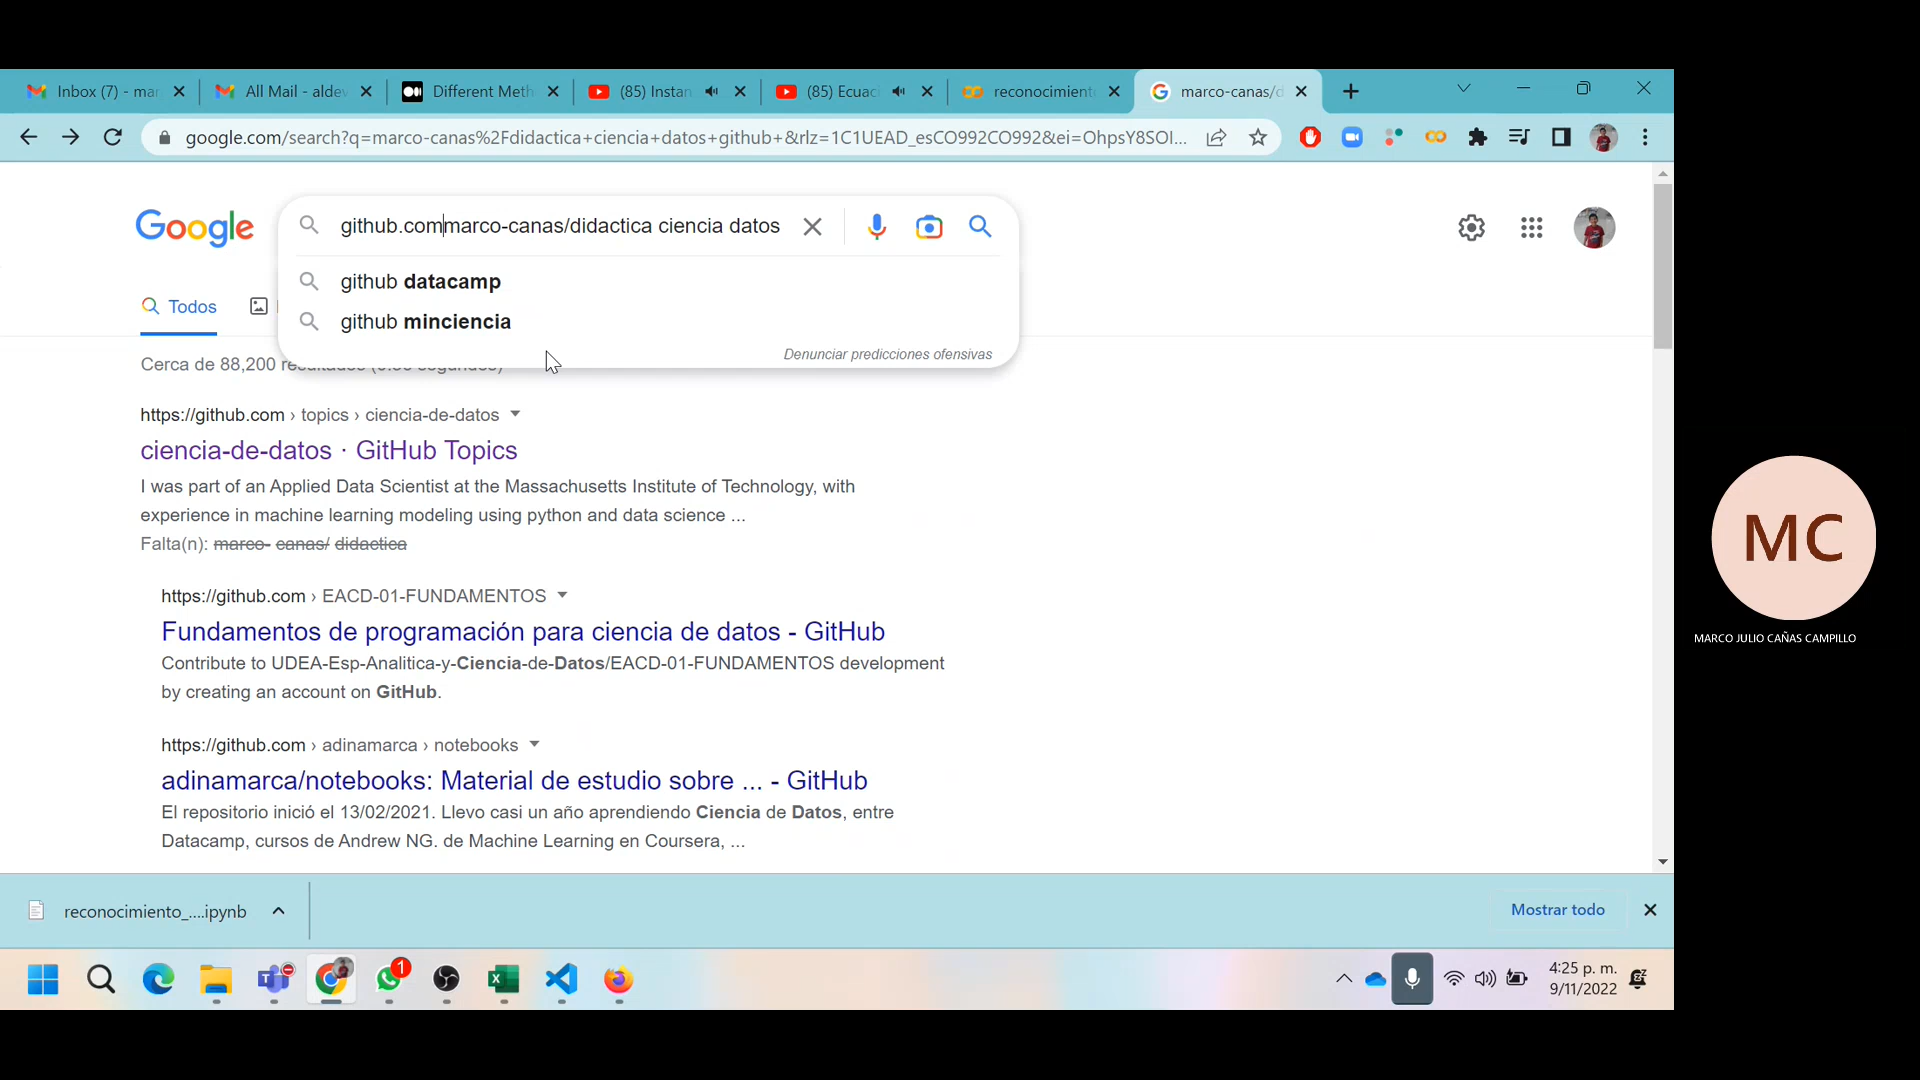 Inbox (7) - mar
All Mail - aldev
Different Meth
(85) Instan
(85) Ecuac
reconocimient
marco-canas/d
google.com/search?q=marco-canas%2Fdidactica+ciencia+datos+github+&rlz=1C1UEAD_esCO992CO992&ei=OhpsY8SOI...
Google
github.commarco-canas/didactica ciencia datos
github datacamp
github minciencia
Denunciar predicciones ofensivas
Todos
Cerca de 88,200
https://github.com › topics › ciencia-de-datos
ciencia-de-datos · GitHub Topics
I was part of an Applied Data Scientist at the Massachusetts Institute of Technology, with
experience in machine learning modeling using python and data science ...
Falta(n): marco- canas/ didactica
https://github.com › EACD-01-FUNDAMENTOS
Fundamentos de programación para ciencia de datos - GitHub
Contribute to UDEA-Esp-Analitica-y-Ciencia-de-Datos/EACD-01-FUNDAMENTOS development
by creating an account on GitHub.
https://github.com › adinamarca › notebooks
adinamarca/notebooks: Material de estudio sobre ... - GitHub
El repositorio inició el 13/02/2021. Llevo casi un año aprendiendo Ciencia de Datos, entre
Datacamp, cursos de Andrew NG. de Machine Learning en Coursera, ...
MC
MARCO JULIO CAÑAS CAMPILLO
reconocimiento_....ipynb
Mostrar todo
1
4:25 p. m.
9/11/2022